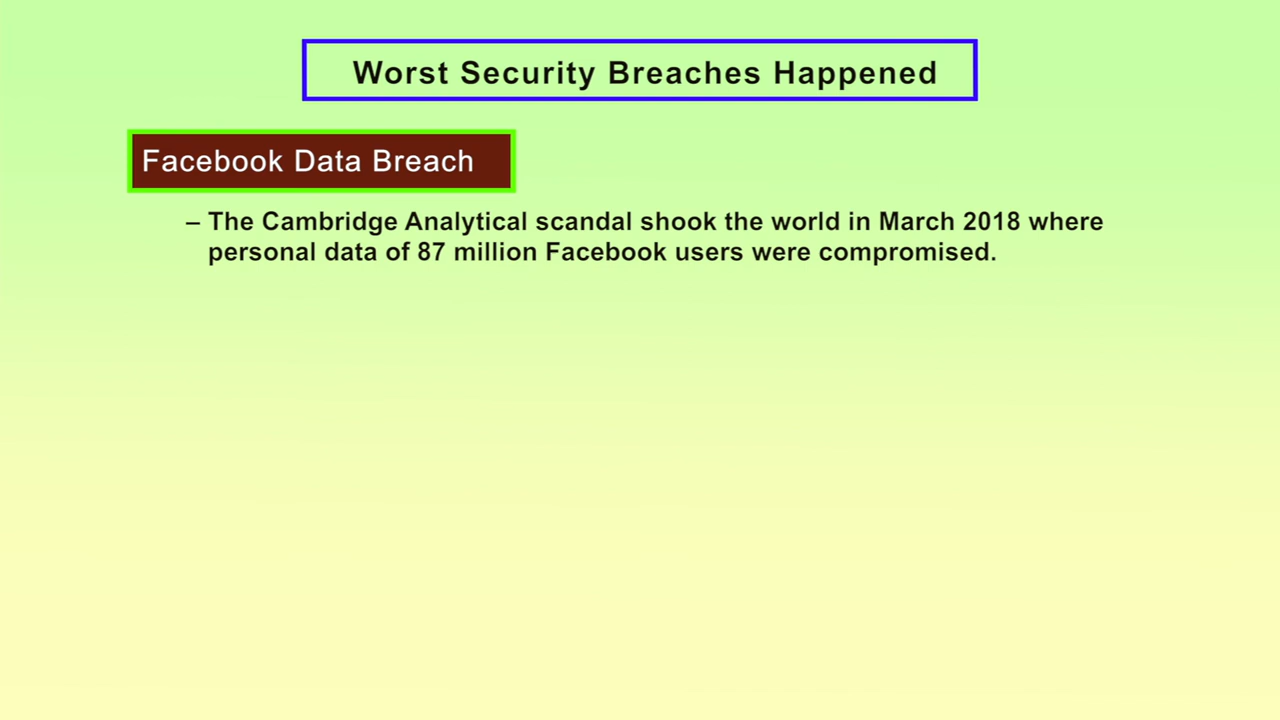 Worst Security Breaches Happened
Facebook Data Breach
– The Cambridge Analytical scandal shook the world in March 2018 where
personal data of 87 million Facebook users were compromised.